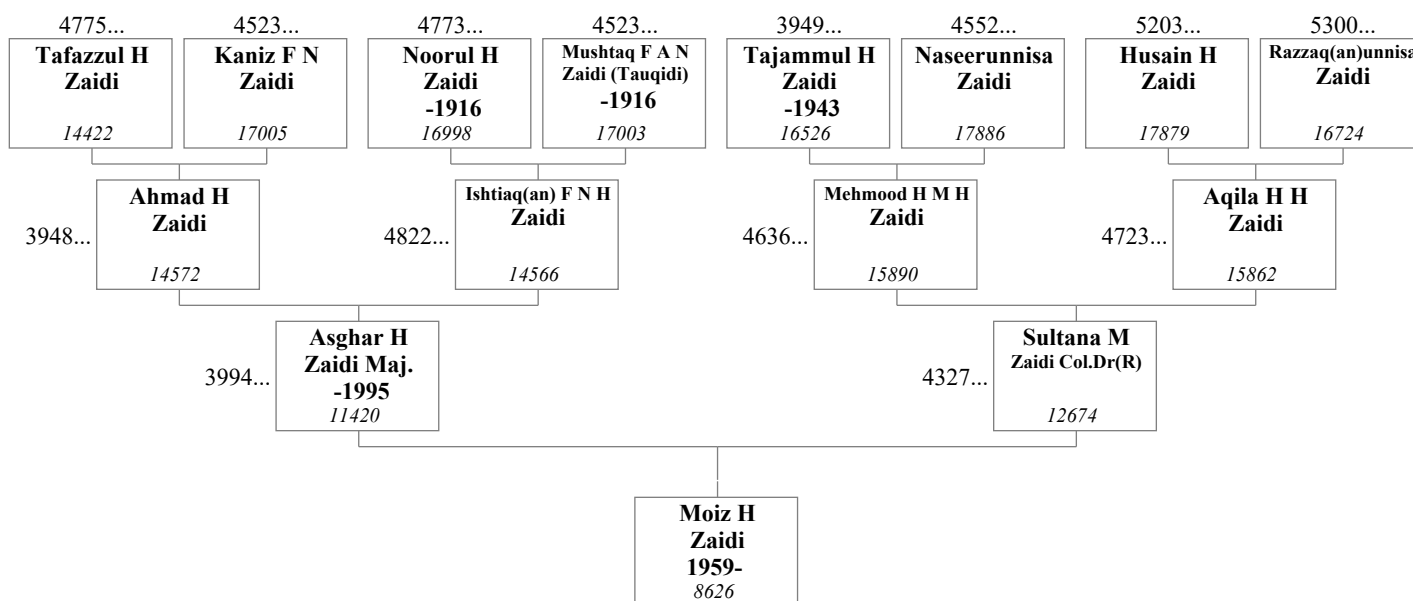 4775... 4523... 4773... 4523... 3949... 4552... 5203... 5300...
Tafazzul H
Zaidi
14422
Kaniz F N
Zaidi
17005
Noorul H
Zaidi
-1916
16998
Mushtaq F A N
Zaidi (Tauqidi)
-1916
17003
Tajammul H
Zaidi
-1943
16526
Naseerunnisa
Zaidi
17886
Husain H
Zaidi
17879
Razzaq(an)unnisa
Zaidi
16724
3948...
Ahmad H
Zaidi
14572
4822...
Ishtiaq(an) F N H
Zaidi
14566
4636...
Mehmood H M H
Zaidi
15890
4723...
Aqila H H
Zaidi
15862
3994...
Asghar H
Zaidi Maj.
-1995
11420
4327...
Sultana M
Zaidi Col.Dr(R)
12674
Moiz H
Zaidi
1959-
8626